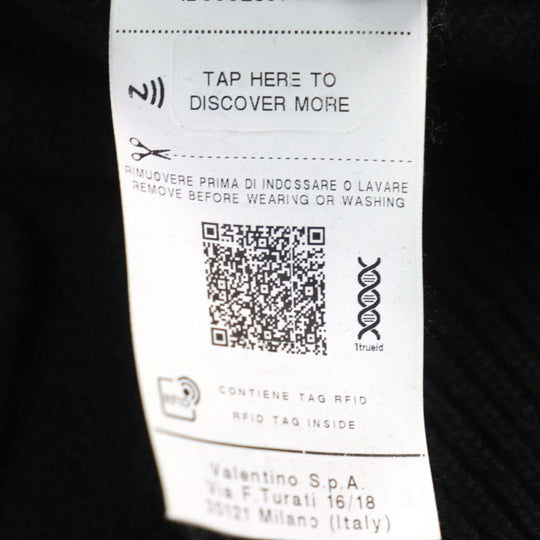 TAP HERE TO
DISCOVER MORE
RIMUOVERE PRIMA DI INDOSSARE O LAVARE
REMOVE BEFORE WEARING OR WASHING
1trueid
RFID
CONTIENE TAG RFID
RFID TAG INSIDE
Valentino S.p.A.
Via F.Turati 16/18
20121 Milano (Italy)